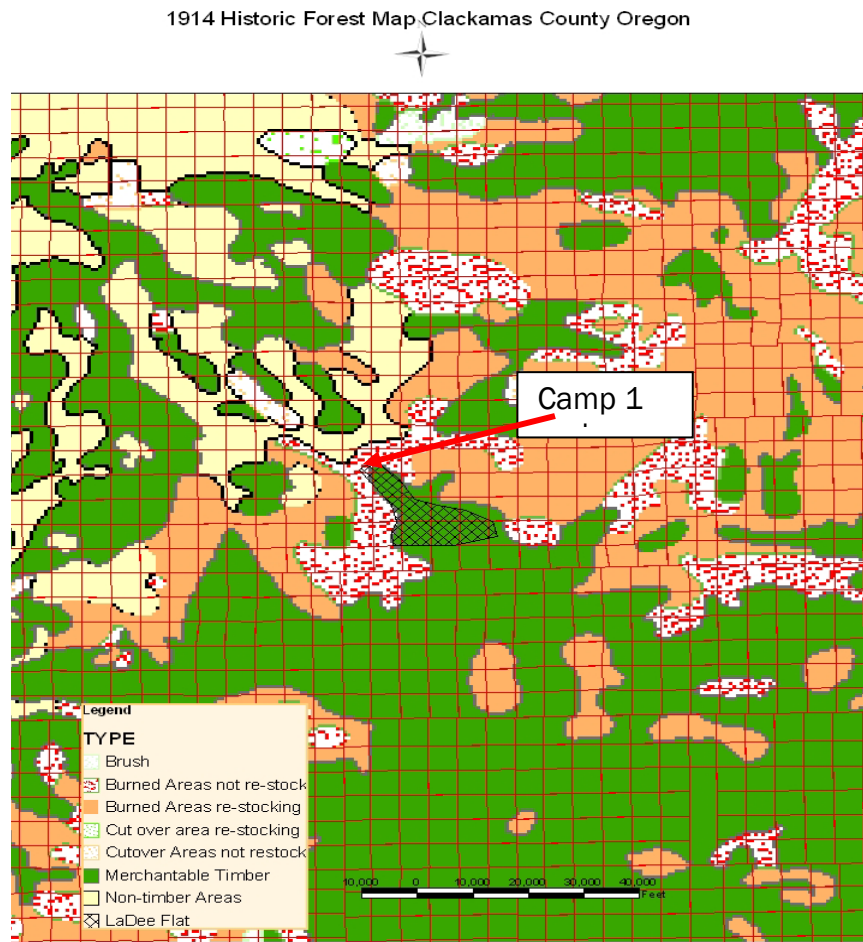 1914 Historic Forest Map Clackamas County Oregon
Camp 1
.
Legend
TYPE
Brush
Burned Areas not re-stock
Burned Areas re-stocking
Cut over area re-stocking
Cutover Areas not restock
Merchantable Timber
Non-timber Areas
LaDee Flat
10,000 0 10,000 20,000 30,000 40,000
Feet